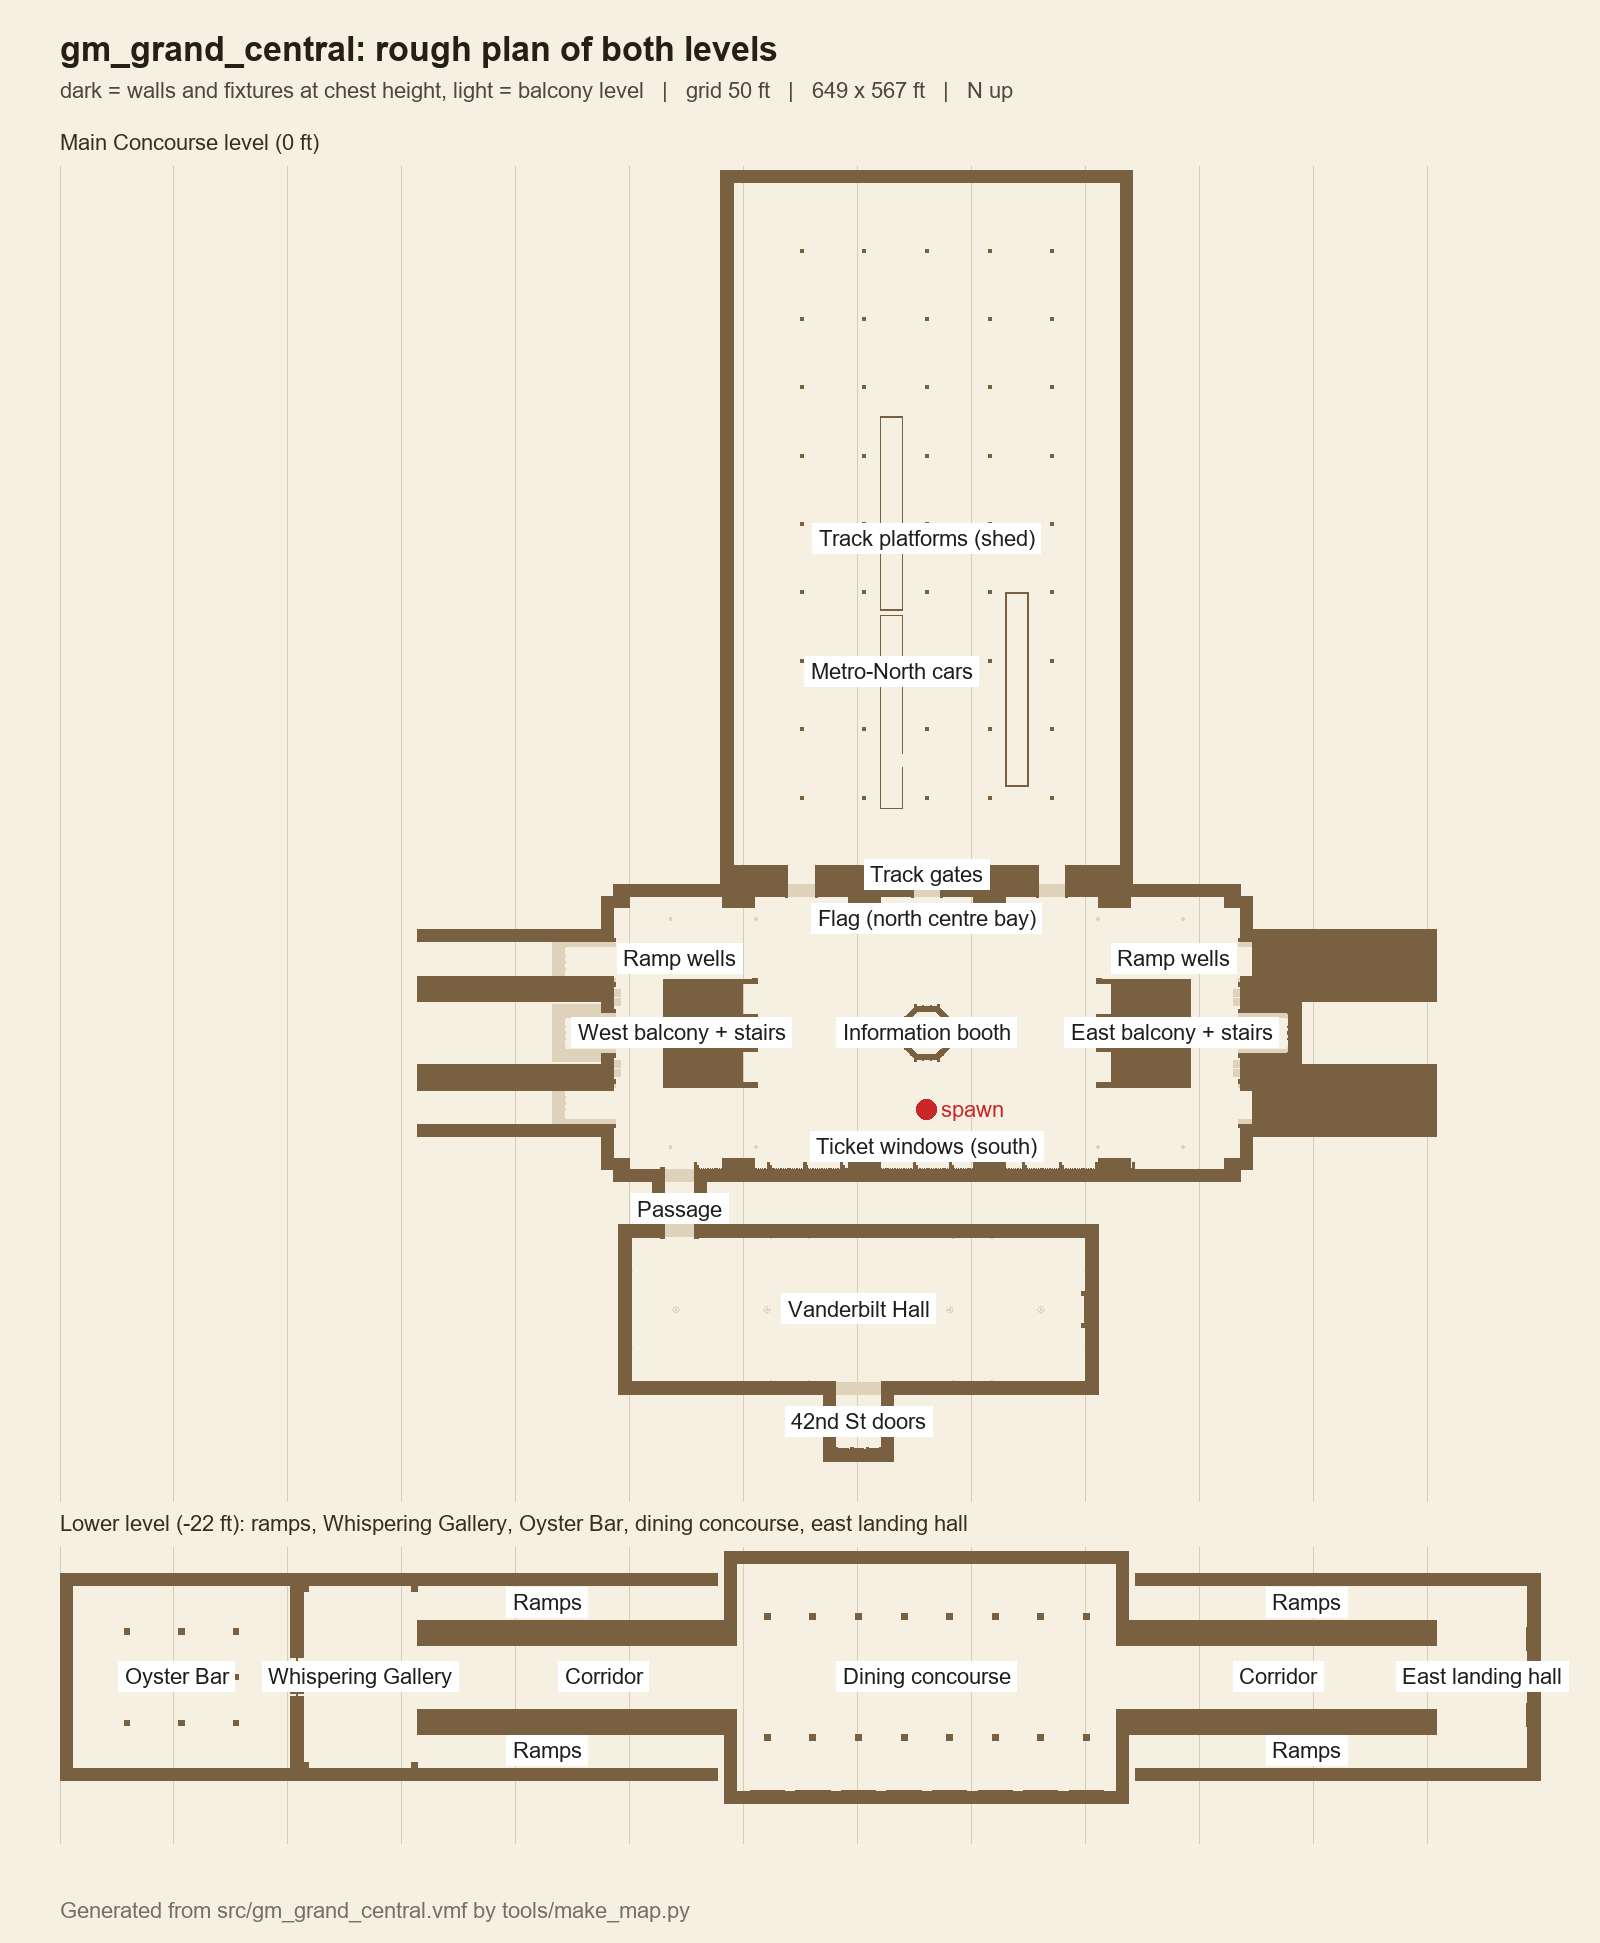 gm_grand_central: rough plan of both levels
dark = walls and fixtures at chest height, light = balcony level | grid 50 ft | 649 x 567 ft | N up
Main Concourse level (0 ft)
Track platforms (shed)
Metro-North cars
Track gates
Flag (north centre bay)
Ramp wells
Ramp wells
West balcony + stairs
Information booth
East balcony + stairs
spawn
Ticket windows (south)
Passage
Vanderbilt Hall
42nd St doors
Lower level (-22 ft): ramps, Whispering Gallery, Oyster Bar, dining concourse, east landing hall
Ramps
Ramps
Oyster Bar
Whispering Gallery
Corridor
Dining concourse
Corridor
East landing hall
Ramps
Ramps
Generated from src/gm_grand_central.vmf by tools/make_map.py